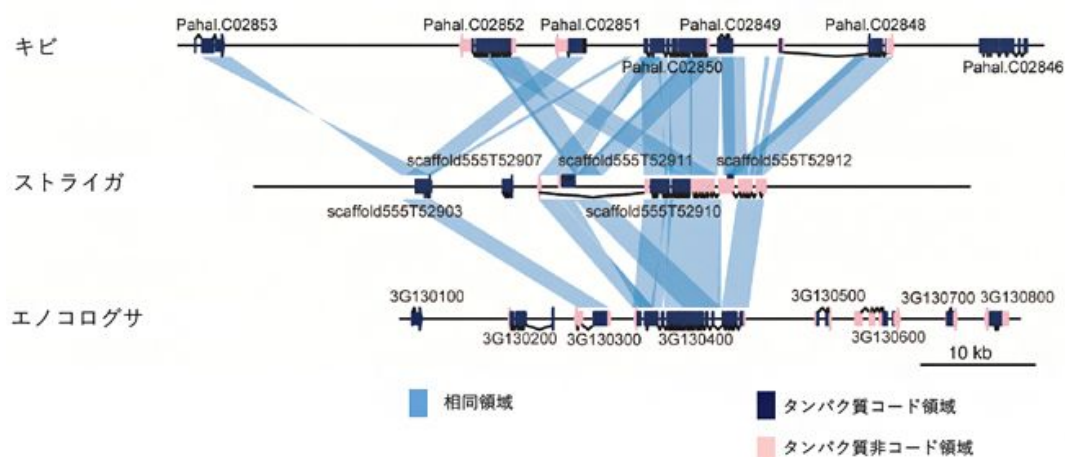 Pahal.C02853
Pahal.C02852
Pahal.C02851
Pahal.C02849
Pahal.C02848
キビ
Pahal.C02850
Pahal.C02846
scaffold555T52907
scaffold555T52911
scaffold555T52912
ストライガ
scaffold555T52903
scaffold555T52910
3G130100
3G130500
3G130700
3G130800
エノコログサ
3G130200
3G130300
3G130400
3G130600
10 kb
相同領域
タンパク質コード領域
タンパク質非コード領域